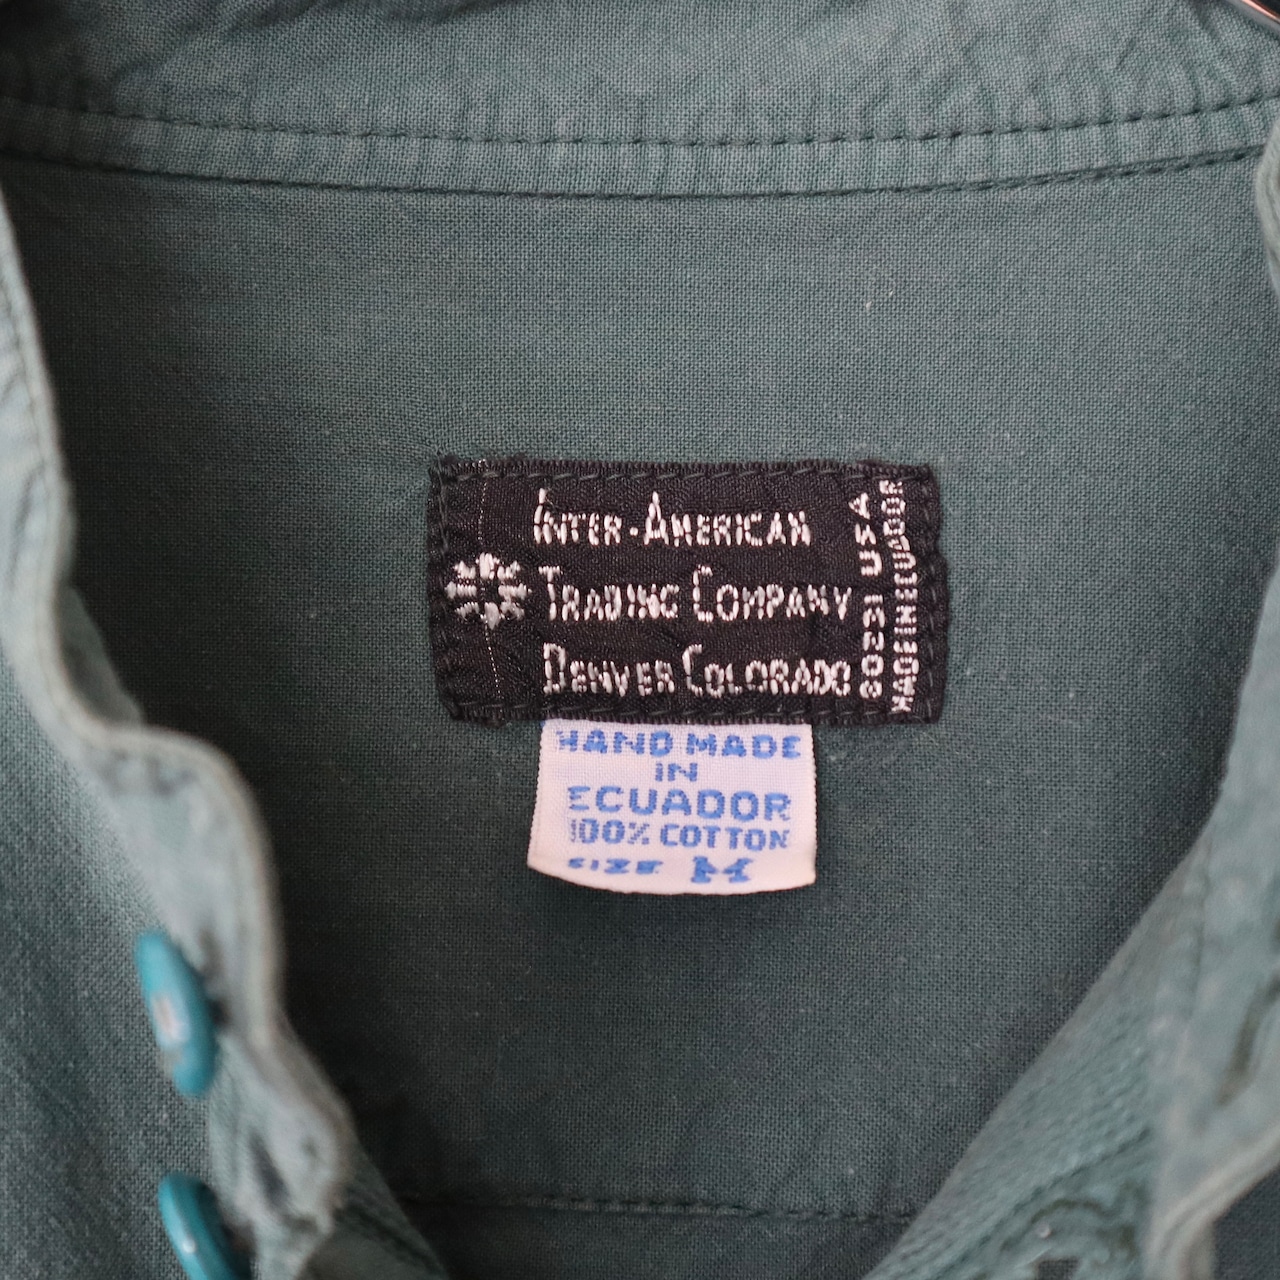 INTER-AMERICAN
TRADING COMPANY
DENVER COLORADO
80231 USA
MADE IN ECUADOR
HAND MADE
IN
ECUADOR
100% COTTON
SIZE M